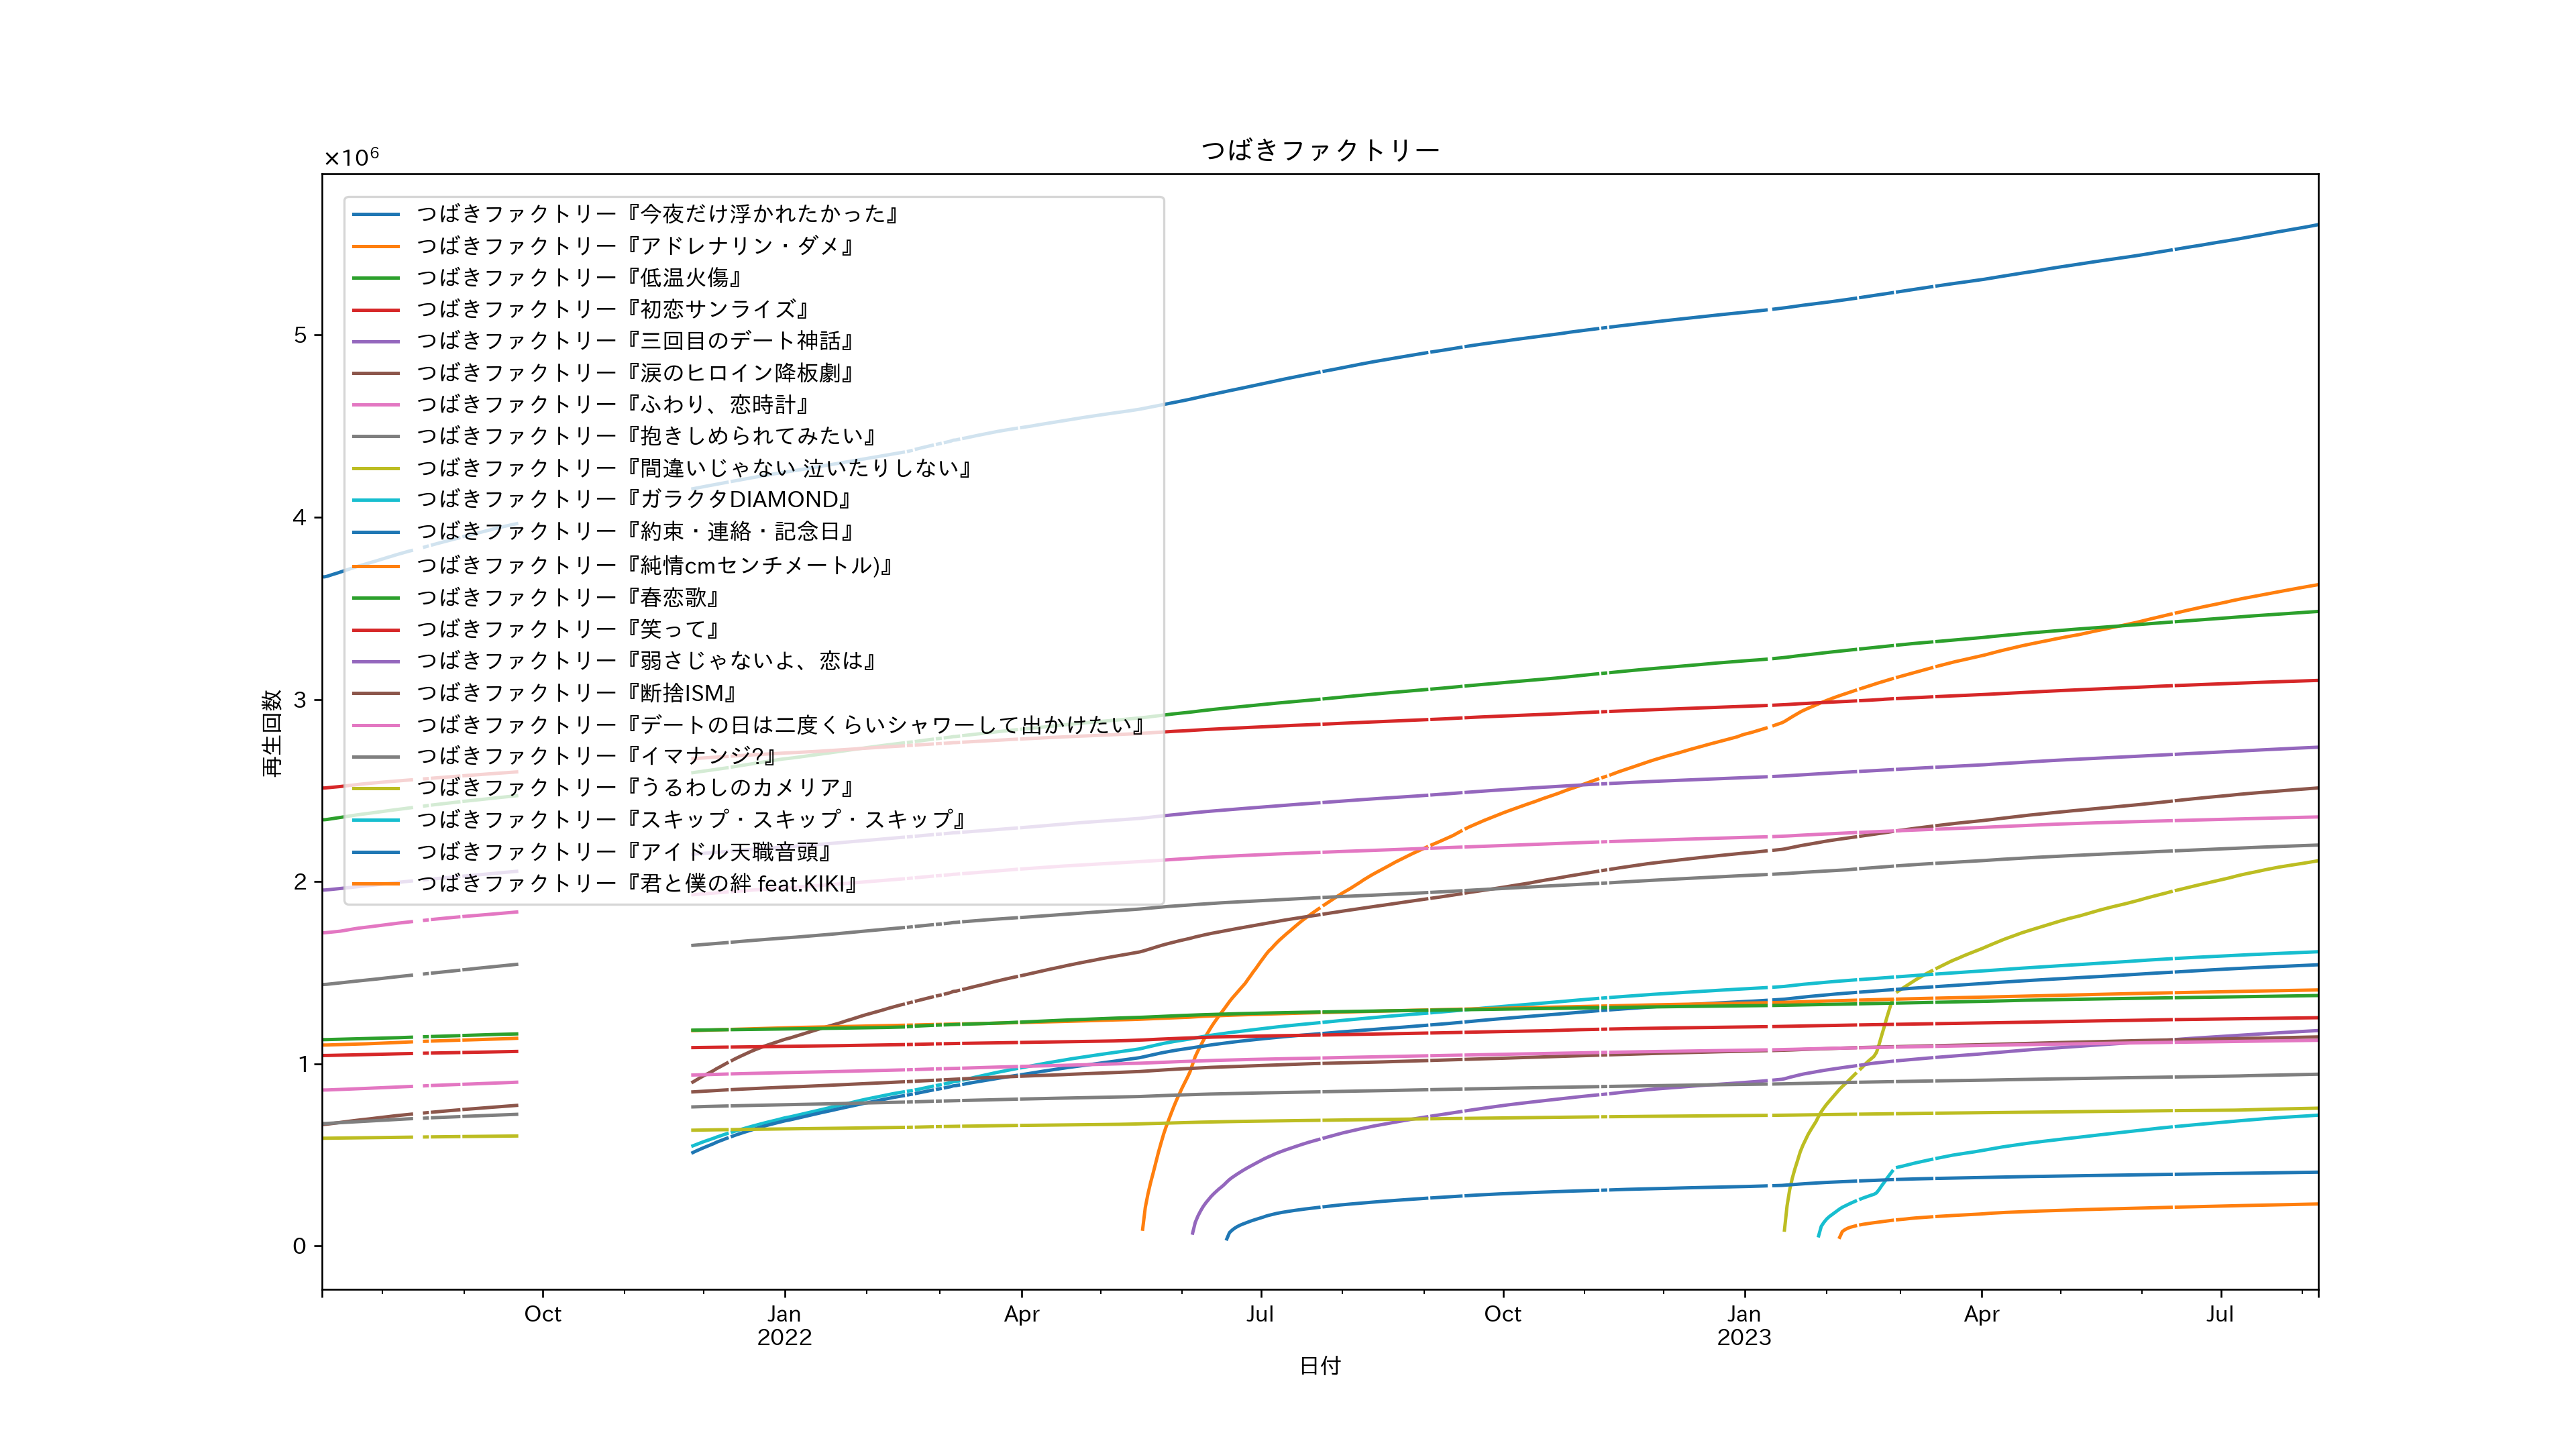 つばきファクトリー
×10⁶
つばきファクトリー『今夜だけ浮かれたかった』
つばきファクトリー『アドレナリン・ダメ』
つばきファクトリー『低温火傷』
つばきファクトリー『初恋サンライズ』
つばきファクトリー『三回目のデート神話』
つばきファクトリー『涙のヒロイン降板劇』
つばきファクトリー『ふわり、恋時計』
つばきファクトリー『抱きしめられてみたい』
つばきファクトリー『間違いじゃない 泣いたりしない』
つばきファクトリー『ガラクタDIAMOND』
つばきファクトリー『約束・連絡・記念日』
つばきファクトリー『純情cmセンチメートル)』
つばきファクトリー『春恋歌』
つばきファクトリー『笑って』
つばきファクトリー『弱さじゃないよ、恋は』
つばきファクトリー『断捨ISM』
つばきファクトリー『デートの日は二度くらいシャワーして出かけたい』
つばきファクトリー『イマナンジ?』
つばきファクトリー『うるわしのカメリア』
つばきファクトリー『スキップ・スキップ・スキップ』
つばきファクトリー『アイドル天職音頭』
つばきファクトリー『君と僕の絆 feat.KIKI』
5
4
3
2
1
0
再生回数
Oct Jan Apr Jul Oct Jan Apr Jul
2022 2023
日付